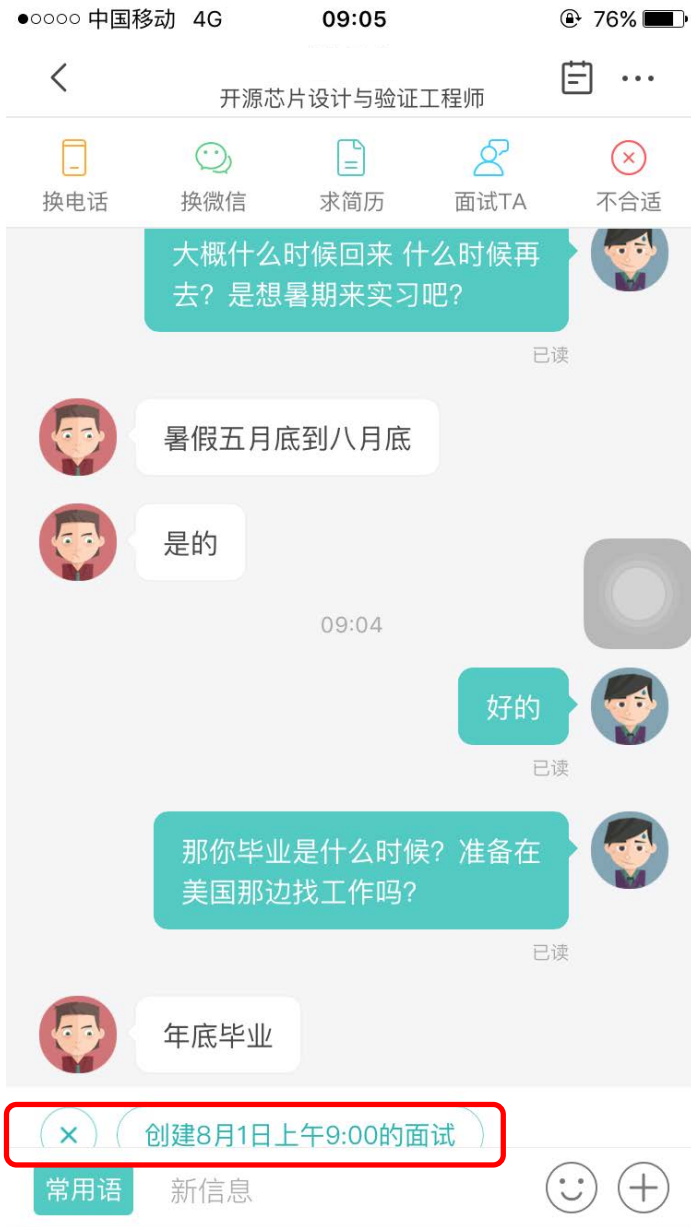 中国移动 4G 09:05 76%
开源芯片设计与验证工程师
换电话 换微信 求简历 面试TA 不合适
大概什么时候回来 什么时候再
去？是想暑期来实习吧？
已读
暑假五月底到八月底
是的
09:04
好的
已读
那你毕业是什么时候？准备在
美国那边找工作吗？
已读
年底毕业
创建8月1日上午9:00的面试
常用语 新信息